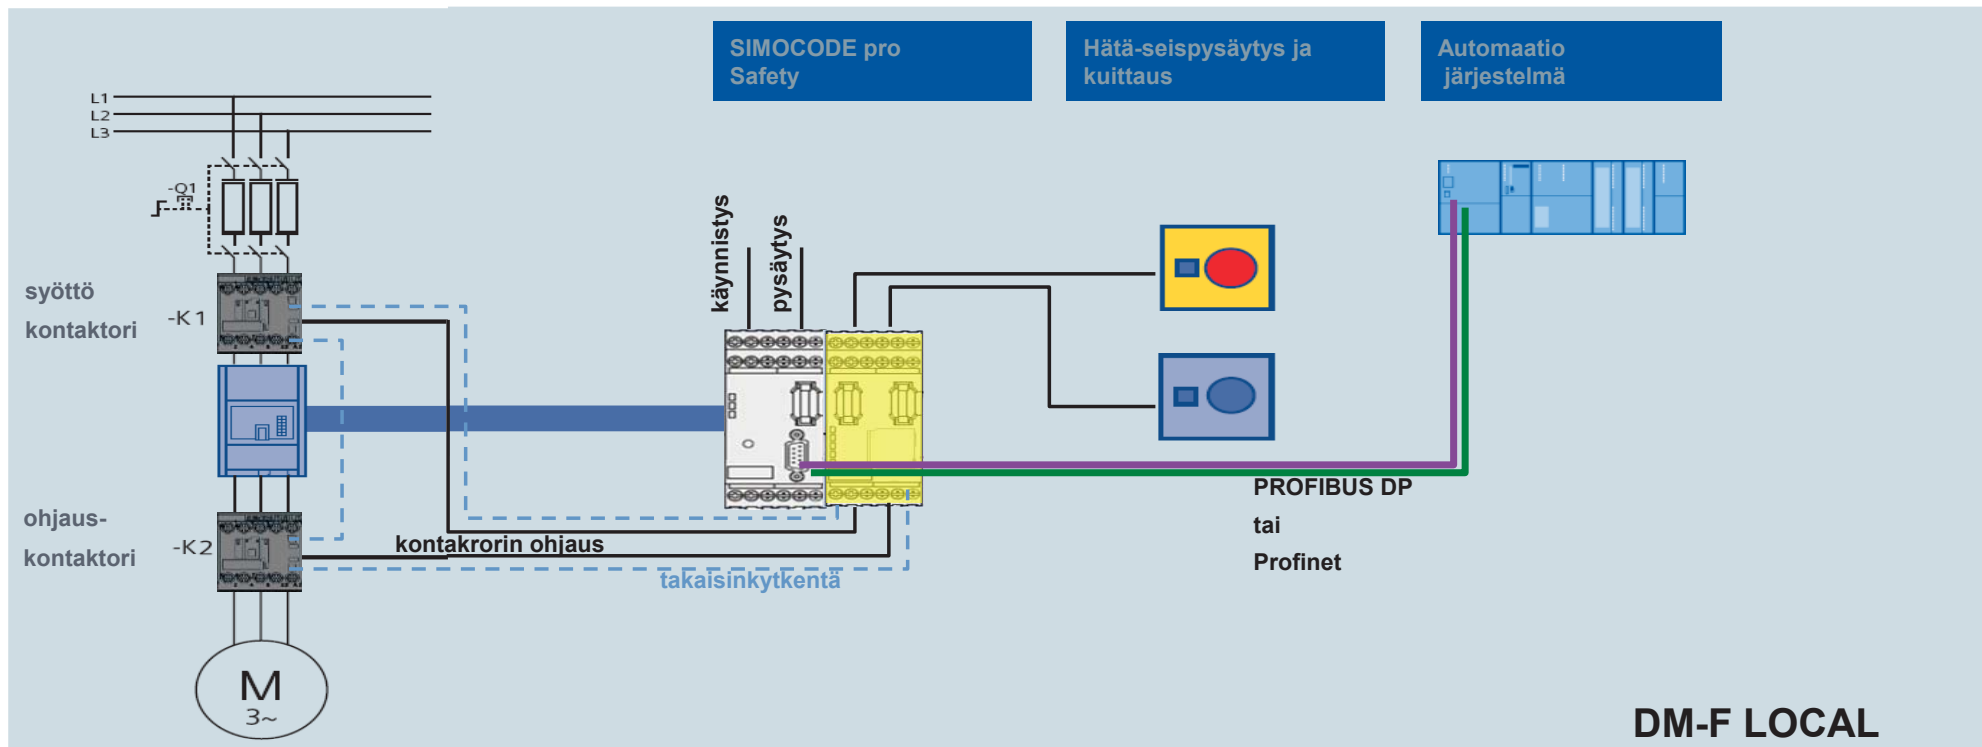 SIMOCODE pro
Safety
Hätä-seispysäytys ja
kuittaus
Automaatio
järjestelmä
L1
L2
L3
-Q1
käynnistys
pysäytys
syöttö
kontaktori
-K1
ohjaus-
kontaktori
-K2
kontakrorin ohjaus
takaisinkytkentä
PROFIBUS DP
tai
Profinet
M
3~
DM-F LOCAL